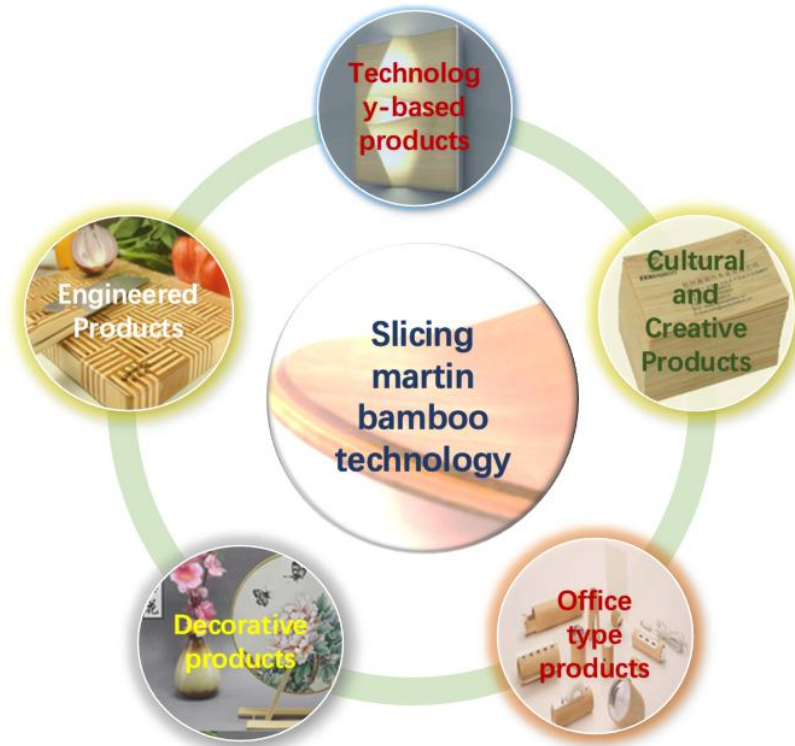 Technolog
y-based
products
Engineered
Products
Cultural
and
Creative
Products
Slicing
martin
bamboo
technology
Decorative
products
Office
type
products